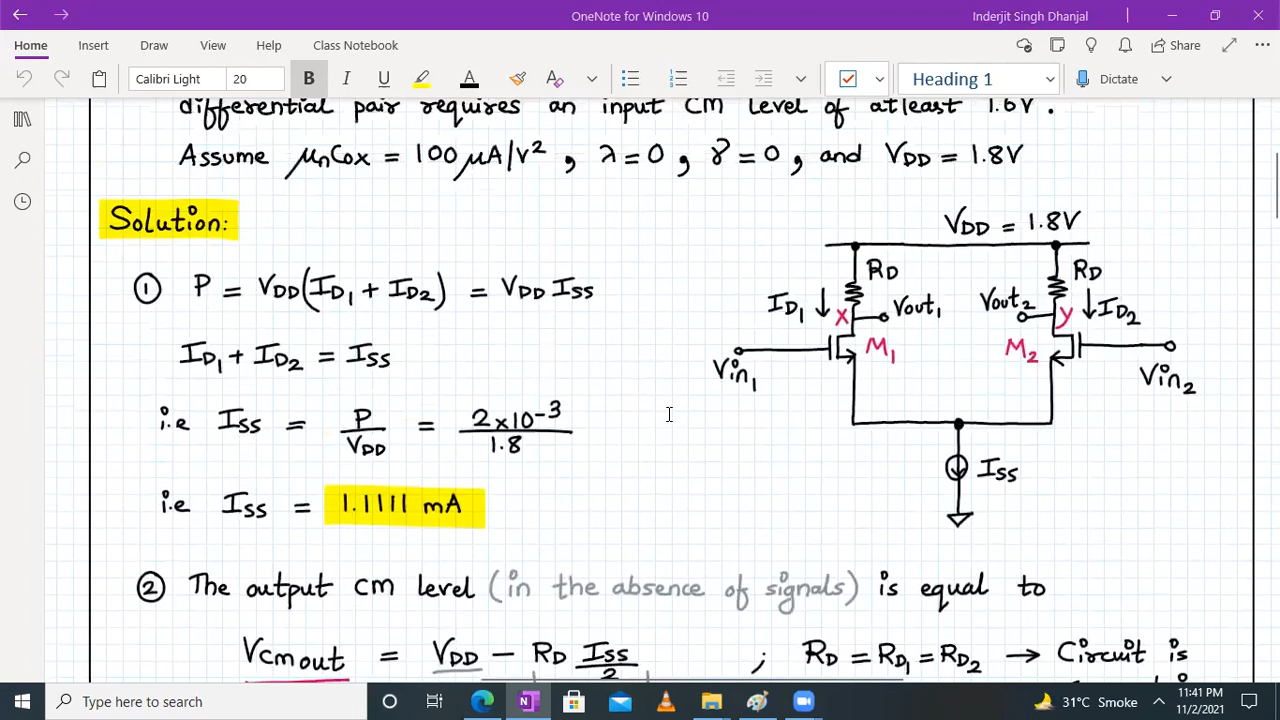 OneNote for Windows 10
Inderjit Singh Dhanjal
Home Insert Draw View Help Class Notebook
Share
Calibri Light 20 B I U A Heading 1 Dictate
differential pair requires an input CM level of atleast 1.6V.
Assume μnCox = 100 μA/V², λ=0, γ=0, and VDD = 1.8V
Solution:
① P = VDD(ID1 + ID2) = VDD ISS
ID1 + ID2 = ISS
i.e ISS = P/VDD = 2x10⁻³/1.8
i.e ISS = 1.1111 mA
VDD = 1.8V
RD RD
ID1 Vout1 Vout2 ID2
x y
M1 M2
Vin1 Vin2
ISS
② The output CM level (in the absence of signals) is equal to
VCMout = VDD - RD ISS/2 ; RD = RD1 = RD2 → Circuit is
Type here to search
31°C Smoke
11:41 PM
11/2/2021